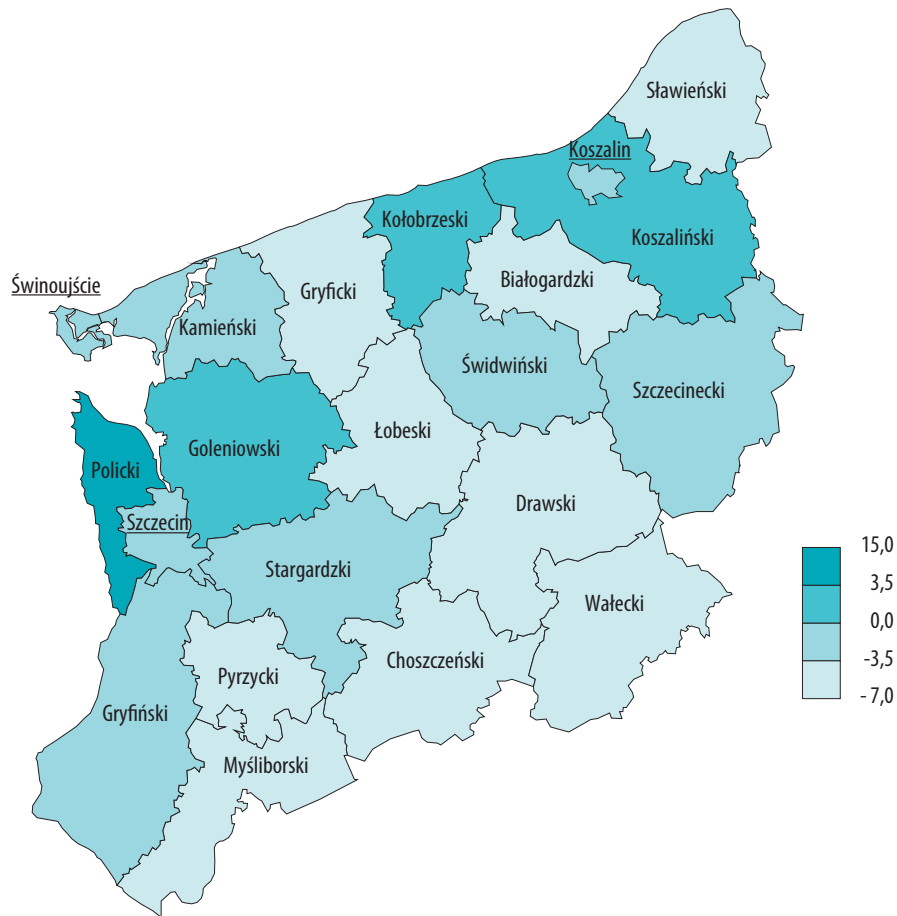 Sławieński
Koszalin
Kołobrzeski
Koszaliński
Świnoujście
Gryficki
Białogardzki
Kamieński
Świdwiński
Szczecinecki
Łobeski
Goleniowski
Policki
Drawski
Szczecin
Stargardzki
15,0
3,5
0,0
-3,5
- 7,0
Wałecki
Choszczeński
Pyrzycki
Gryfiński
Myśliborski